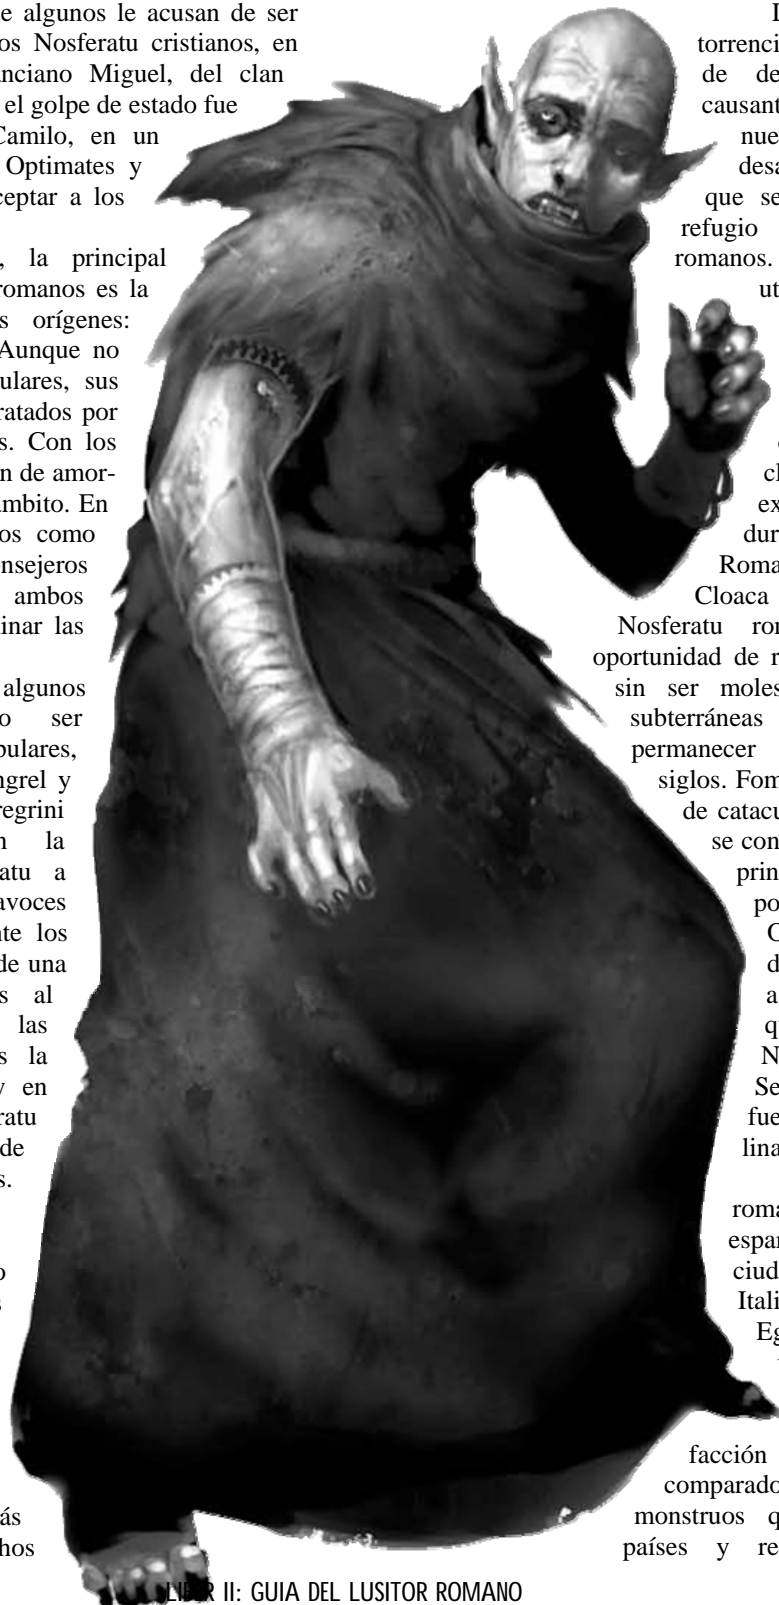 e algunos le acusan de ser
os Nosferatu cristianos, en
nciano Miguel, del clan
el golpe de estado fue
Camilo, en un
Optimates y
ceptar a los
, la principal
romanos es la
s orígenes:
Aunque no
ulares, sus
ratados por
s. Con los
n de amor-
mbito. En
os como
nsejeros
ambos
inar las
algunos
o ser
pulares,
ngrel y
regrini
n la
atu a
avoces
nte los
de una
s al
las
s la
y en
ratu
de
s.
o
s
ás
hos
torrenci
de de
causant
nue
desa
que se
refugio
romanos.
ut
cl
ex
dur
Roma
Cloaca
Nosferatu rom
oportunidad de r
sin ser moles
subterráneas
permanecer
siglos. Fom
de catacu
se con
prin
po
C
d
a
qu
N
Se
fue
lina
roma
espar
ciud
Itali
Eg
facción
comparado
monstruos q
países y re
LIBER II: GUIA DEL LUSITOR ROMANO